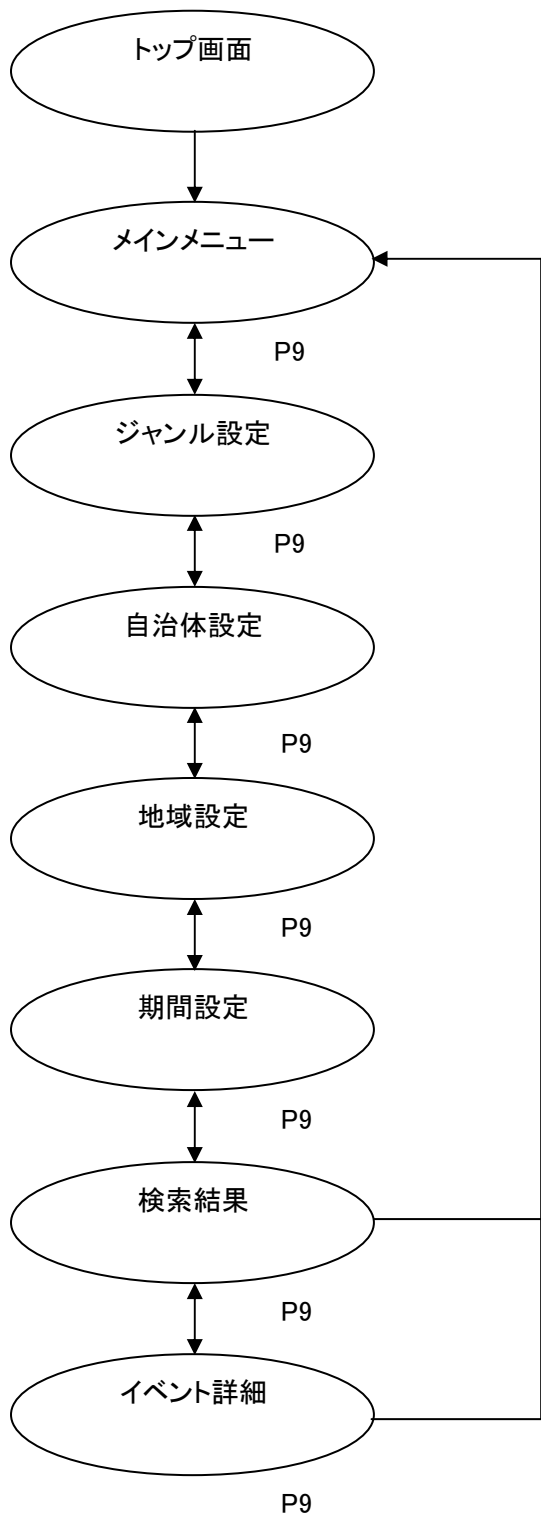 トップ画面
メインメニュー
P9
ジャンル設定
P9
自治体設定
P9
地域設定
P9
期間設定
P9
検索結果
P9
イベント詳細
P9